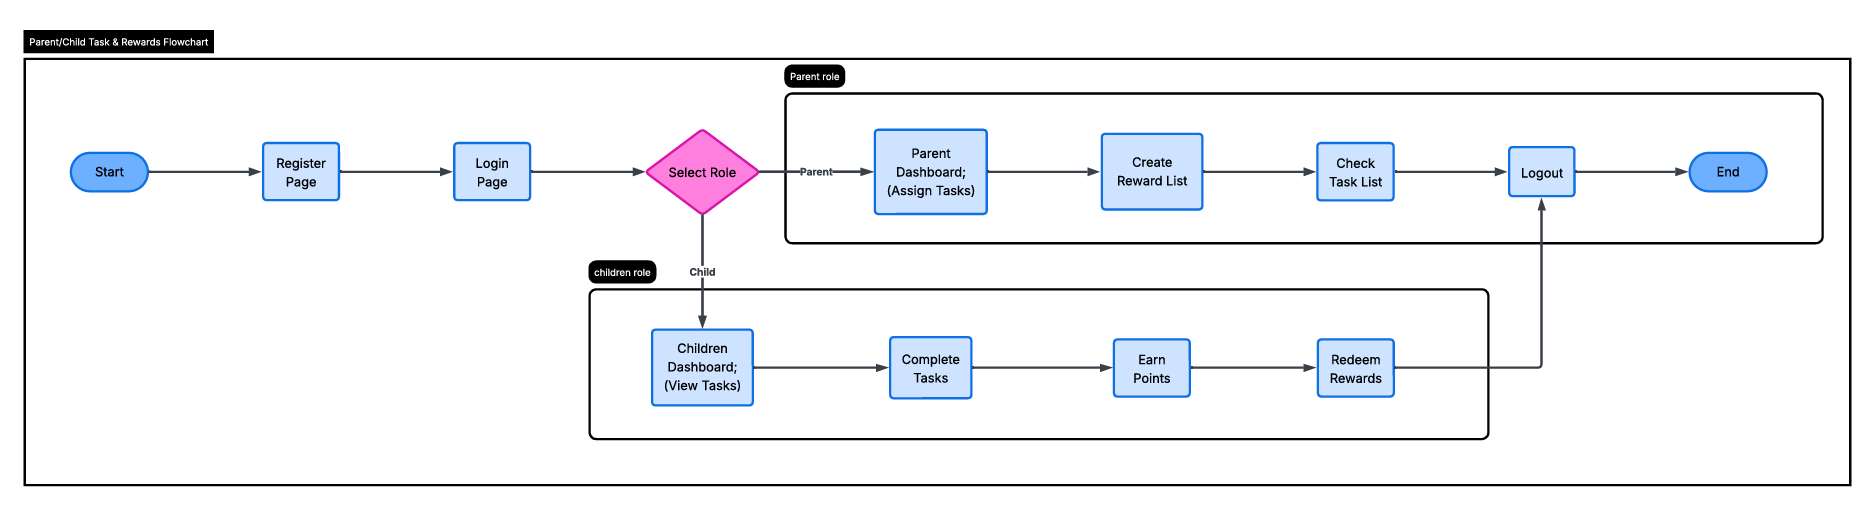 Parent/Child Task & Rewards Flowchart
Parent role
Start
Register
Page
Login
Page
Select Role
Parent
Parent
Dashboard;
(Assign Tasks)
Create
Reward List
Check
Task List
Logout
End
Child
children role
Children
Dashboard;
(View Tasks)
Complete
Tasks
Earn
Points
Redeem
Rewards